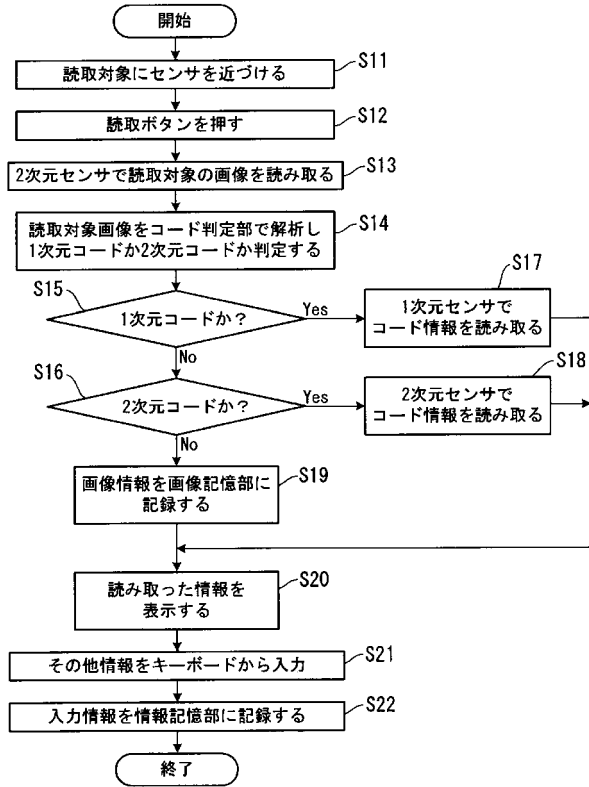 開始
読取対象にセンサを近づける
S11
読取ボタンを押す
S12
2次元センサで読取対象の画像を読み取る
S13
読取対象画像をコード判定部で解析し
1次元コードか2次元コードか判定する
S14
S15
1次元コードか？
Yes
No
S17
1次元センサで
コード情報を読み取る
S16
2次元コードか？
Yes
No
S18
2次元センサで
コード情報を読み取る
画像情報を画像記憶部に
記録する
S19
読み取った情報を
表示する
S20
その他情報をキーボードから入力
S21
入力情報を情報記憶部に記録する
S22
終了